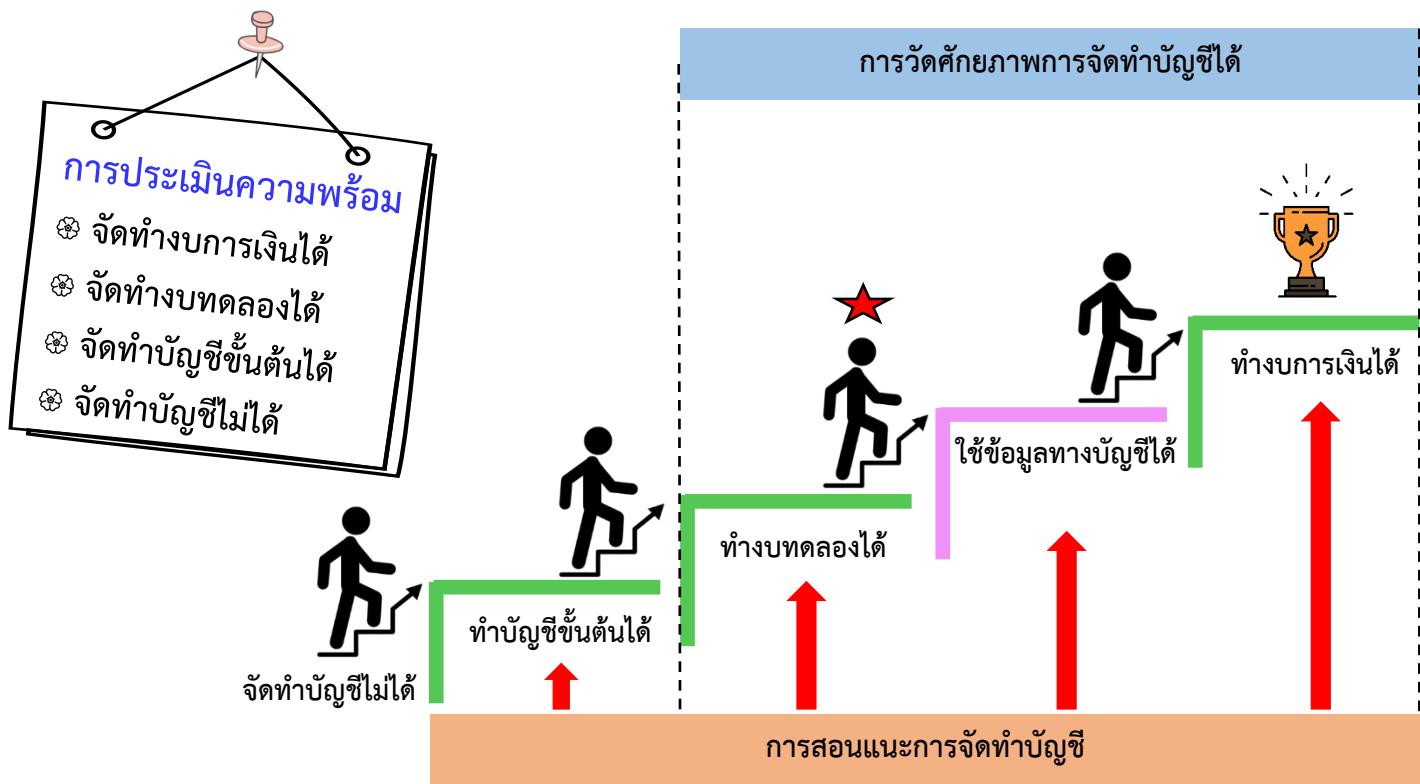 การประเมินความพร้อม
จัดทำงบการเงินได้
จัดทำงบทดลองได้
จัดทำบัญชีขั้นต้นได้
จัดทำบัญชีไม่ได้
การวัดศักยภาพการจัดทำบัญชีได้
ทำงบการเงินได้
ใช้ข้อมูลทางบัญชีได้
ทำงบทดลองได้
ทำบัญชีขั้นต้นได้
จัดทำบัญชีไม่ได้
การสอนแนะการจัดทำบัญชี